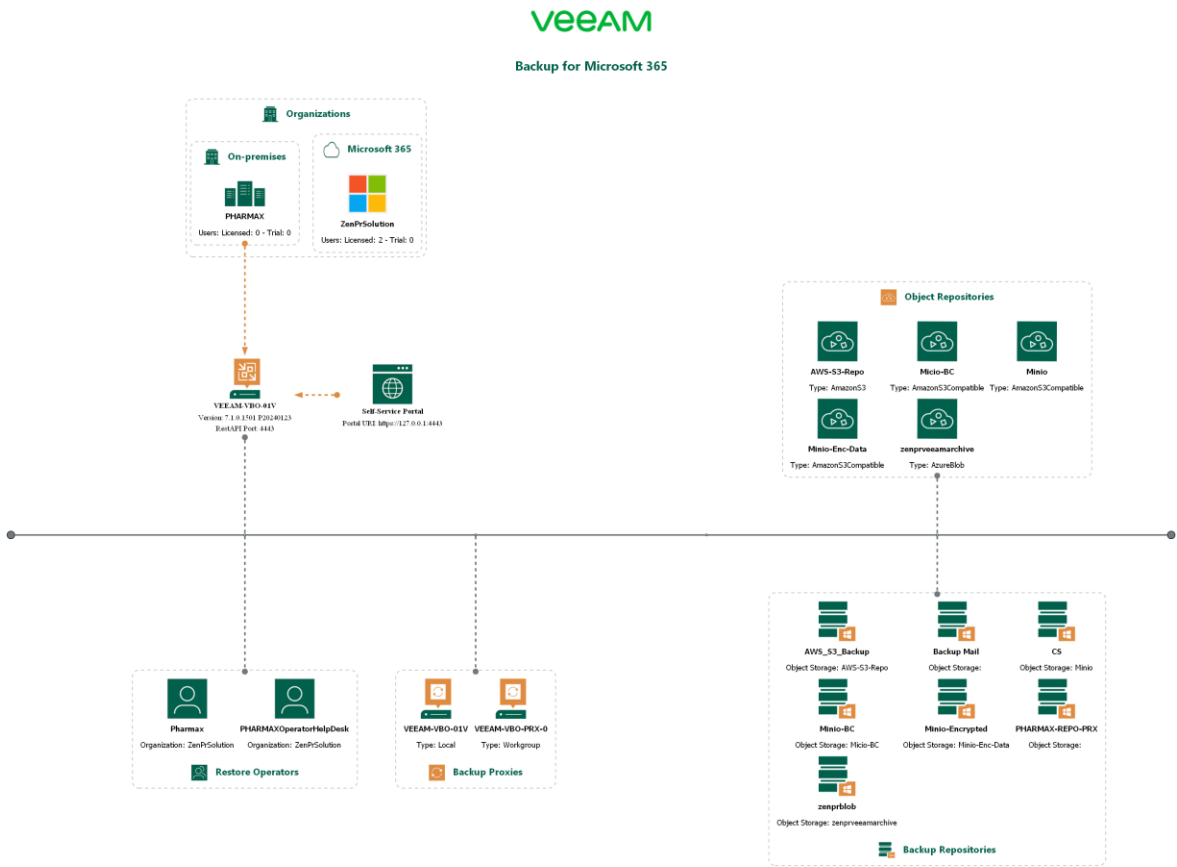 veeAM
Backup for Microsoft 365
Organizations
On-premises
PHARMAX
Users: Licensed: 0 - Trial: 0
Microsoft 365
ZenPrSolution
Users: Licensed: 2 - Trial: 0
VEEAM-VBO-01V
Version: 7.1.0.1501 P20240123
RestAPI Port: 4443
Self-Service Portal
Portal URI: https://127.0.0.1:4443
Object Repositories
AWS-S3-Repo
Type: AmazonS3
Micio-BC
Type: AmazonS3Compatible
Minio
Type: AmazonS3Compatible
Minio-Enc-Data
Type: AmazonS3Compatible
zenprveeamarchive
Type: AzureBlob
Pharmax
Organization: ZenPrSolution
PHARMAXOperatorHelpDesk
Organization: ZenPrSolution
Restore Operators
VEEAM-VBO-01V
Type: Local
VEEAM-VBO-PRX-0
Type: Workgroup
Backup Proxies
AWS_S3_Backup
Object Storage: AWS-S3-Repo
Backup Mail
Object Storage:
CS
Object Storage: Minio
Minio-BC
Object Storage: Micio-BC
Minio-Encrypted
Object Storage: Minio-Enc-Data
PHARMAX-REPO-PRX
Object Storage:
zenprblob
Object Storage: zenprveeamarchive
Backup Repositories